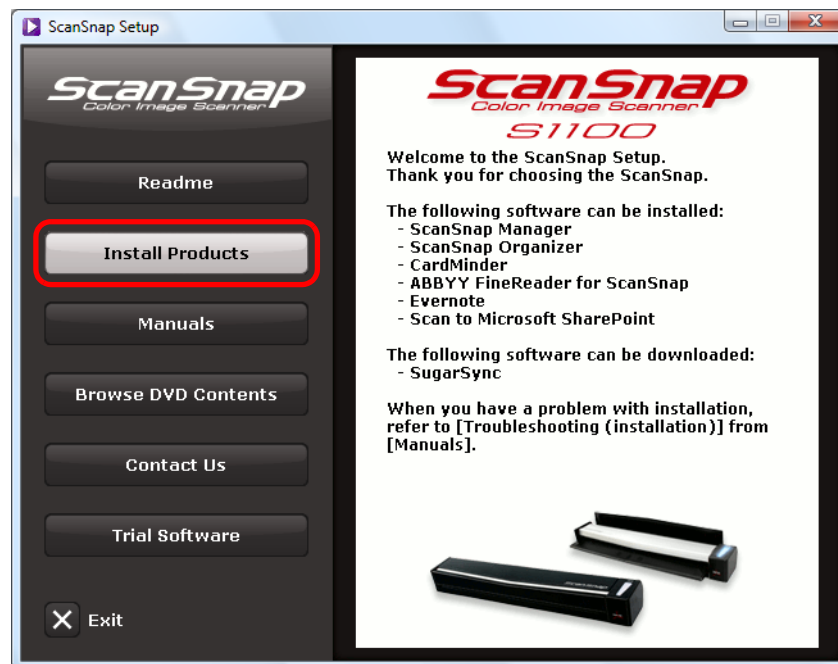 ScanSnap Setup
ScanSnap
Color Image Scanner
Readme
Install Products
Manuals
Browse DVD Contents
Contact Us
Trial Software
Exit
ScanSnap
Color Image Scanner
S1100
Welcome to the ScanSnap Setup.
Thank you for choosing the ScanSnap.
The following software can be installed:
- ScanSnap Manager
- ScanSnap Organizer
- CardMinder
- ABBYY FineReader for ScanSnap
- Evernote
- Scan to Microsoft SharePoint
The following software can be downloaded:
- SugarSync
When you have a problem with installation,
refer to [Troubleshooting (installation)] from
[Manuals].
ScanSnap